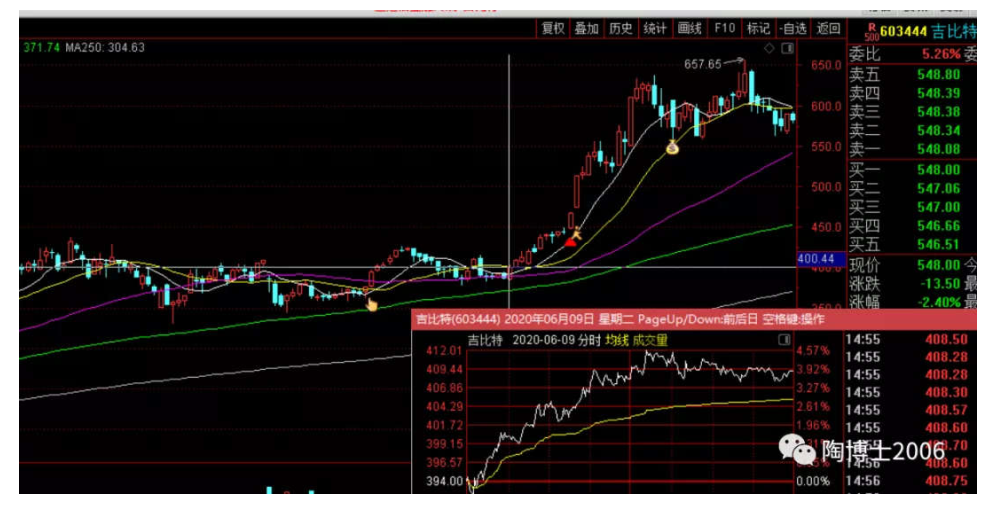 复权 叠加 历史 统计 画线 F10 标记 -自选 返回
R 500 603444 吉比特
371.74 MA250: 304.63
委比 5.26% 委
卖五 548.80
卖四 548.39
卖三 548.38
卖二 548.34
卖一 548.08
买一 548.00
买二 547.06
买三 547.00
买四 546.66
买五 546.51
现价 548.00 今
涨跌 -13.50 最
涨幅 -2.40% 最
657.65
650.0
600.0
550.0
500.0
450.0
400.44
吉比特(603444) 2020年06月09日 星期二 PageUp/Down:前后日 空格键:操作
吉比特 2020-06-09 分时 均线 成交量
412.01 4.57%
409.44 3.92%
406.86 3.27%
404.29 2.61%
401.72 1.96%
399.15
396.57
394.00 0.00%
14:55 408.50
14:55 408.28
14:55 408.28
14:55 408.30
14:55 408.57
14:55 408.60
14:56 408.60
14:56 408.75
陶博士2006